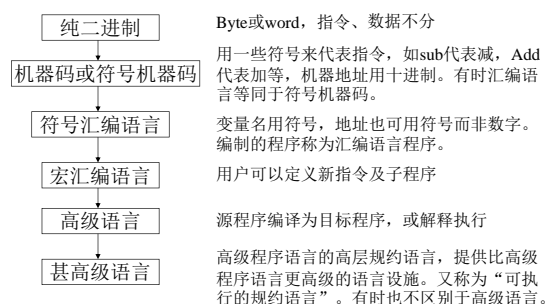 纯二进制
Byte或word，指令、数据不分
机器码或符号机器码
用一些符号来代表指令，如sub代表减，Add
代表加等，机器地址用十进制。有时汇编语
言等同于符号机器码。
符号汇编语言
变量名用符号，地址也可用符号而非数字。
编制的程序称为汇编语言程序。
宏汇编语言
用户可以定义新指令及子程序
高级语言
源程序编译为目标程序，或解释执行
甚高级语言
高级程序语言的高层规约语言，提供比高级
程序语言更高级的语言设施。又称为“可执
行的规约语言”。有时也不区别于高级语言。